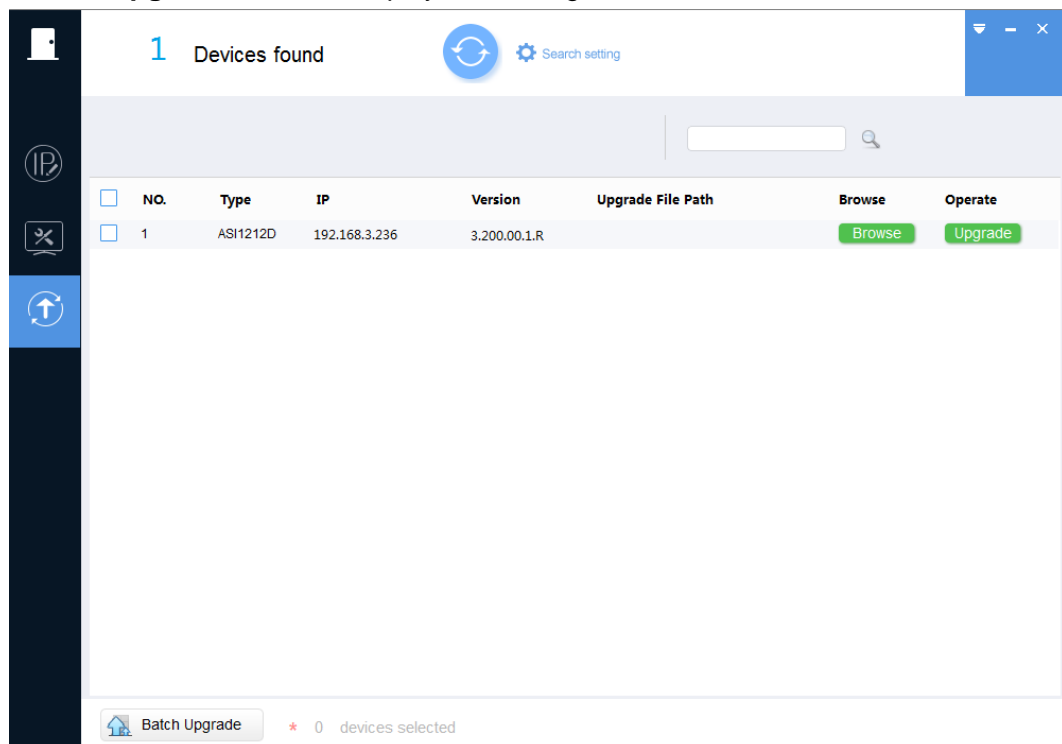 1 Devices found Search setting
IP
NO. Type IP Version Upgrade File Path Browse Operate
1 ASI1212D 192.168.3.236 3.200.00.1.R Browse Upgrade
Batch Upgrade * 0 devices selected